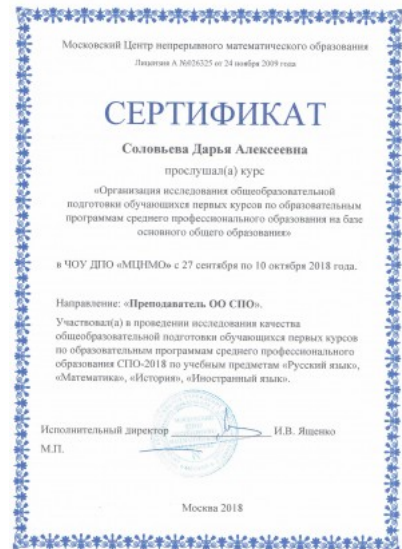 Московский Центр непрерывного математического образования
Лицензия А №026325 от 24 ноября 2009 года
СЕРТИФИКАТ
Соловьева Дарья Алексеевна
прослушал(а) курс
«Организация исследования общеобразовательной
подготовки обучающихся первых курсов по образовательным
программам среднего профессионального образования на базе
основного общего образования»
в ЧОУ ДПО «МЦНМО» с 27 сентября по 10 октября 2018 года.
Направление: «Преподаватель ОО СПО».
Участвовал(а) в проведении исследования качества
общеобразовательной подготовки обучающихся первых курсов
по образовательным программам среднего профессионального
образования СПО-2018 по учебным предметам «Русский язык»,
«Математика», «История», «Иностранный язык».
Исполнительный директор И.В. Ященко
М.П.
Москва 2018